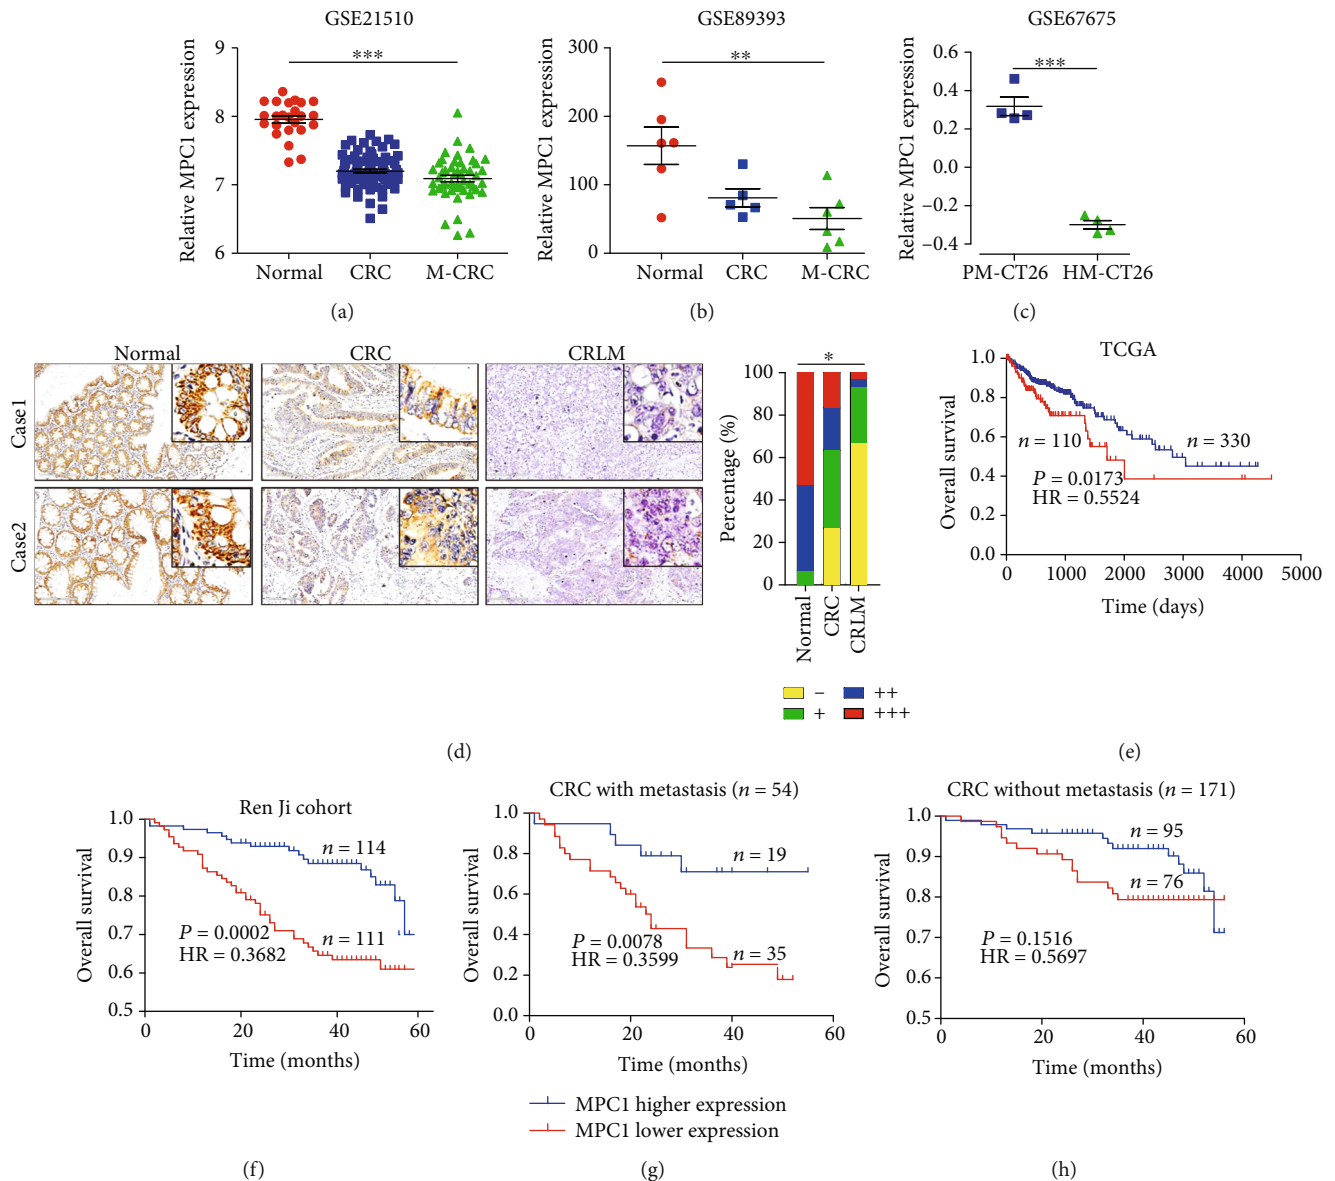 GSE21510
Relative MPC1 expression
9
8
7
6
***
Normal CRC M-CRC
(a)
GSE89393
Relative MPC1 expression
300
200
100
0
**
Normal CRC M-CRC
(b)
GSE67675
Relative MPC1 expression
0.6
0.4
0.2
0.0
−0.2
−0.4
***
PM-CT26 HM-CT26
(c)
Normal CRC CRLM
Case1
Case2
*
Percentage (%)
100
80
60
40
20
0
Normal
CRC
CRLM
− ++
+ +++
(d)
TCGA
Overall survival
1.0
0.8
0.6
0.4
0.2
0.0
n = 110 n = 330
P = 0.0173
HR = 0.5524
0 1000 2000 3000 4000 5000
Time (days)
(e)
Ren Ji cohort
Overall survival
1.0
0.9
0.8
0.7
0.6
0.5
n = 114
P = 0.0002
n = 111
HR = 0.3682
0 20 40 60
Time (months)
CRC with metastasis (n = 54)
Overall survival
1.0
0.8
0.6
0.4
0.2
0.0
n = 19
P = 0.0078
HR = 0.3599
n = 35
0 20 40 60
Time (months)
CRC without metastasis (n = 171)
Overall survival
1.0
0.9
0.8
0.7
0.6
0.5
n = 95
n = 76
P = 0.1516
HR = 0.5697
0 20 40 60
Time (months)
MPC1 higher expression
MPC1 lower expression
(f) (g) (h)